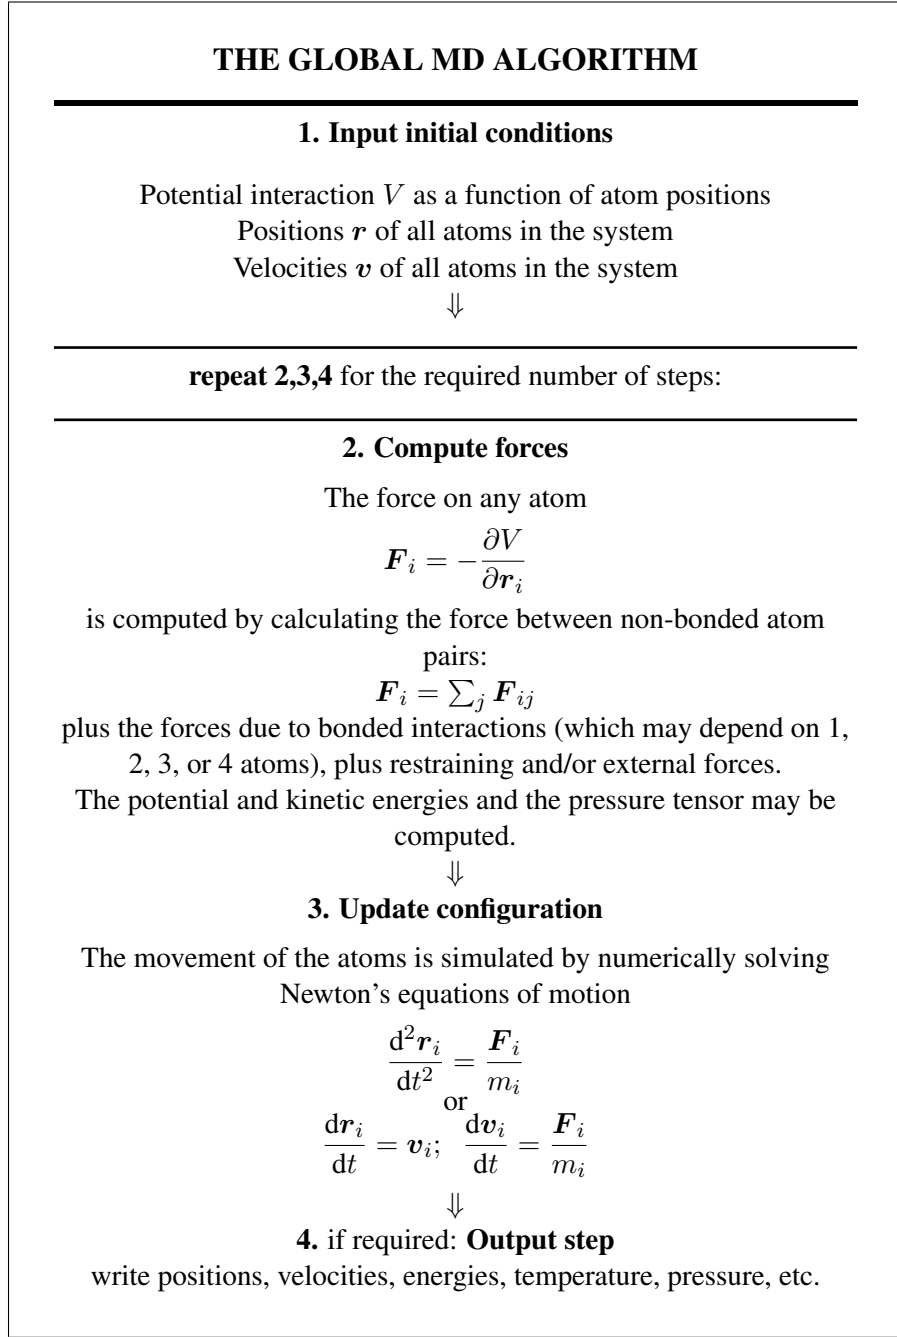 THE GLOBAL MD ALGORITHM
1. Input initial conditions
Potential interaction V as a function of atom positions
Positions r of all atoms in the system
Velocities v of all atoms in the system
⇓
repeat 2,3,4 for the required number of steps:
2. Compute forces
The force on any atom
F_i = −∂V/∂r_i
is computed by calculating the force between non-bonded atom
pairs:
F_i = ∑_j F_ij
plus the forces due to bonded interactions (which may depend on 1,
2, 3, or 4 atoms), plus restraining and/or external forces.
The potential and kinetic energies and the pressure tensor may be
computed.
⇓
3. Update configuration
The movement of the atoms is simulated by numerically solving
Newton's equations of motion
d²r_i/dt² = F_i/m_i
or
dr_i/dt = v_i; dv_i/dt = F_i/m_i
⇓
4. if required: Output step
write positions, velocities, energies, temperature, pressure, etc.